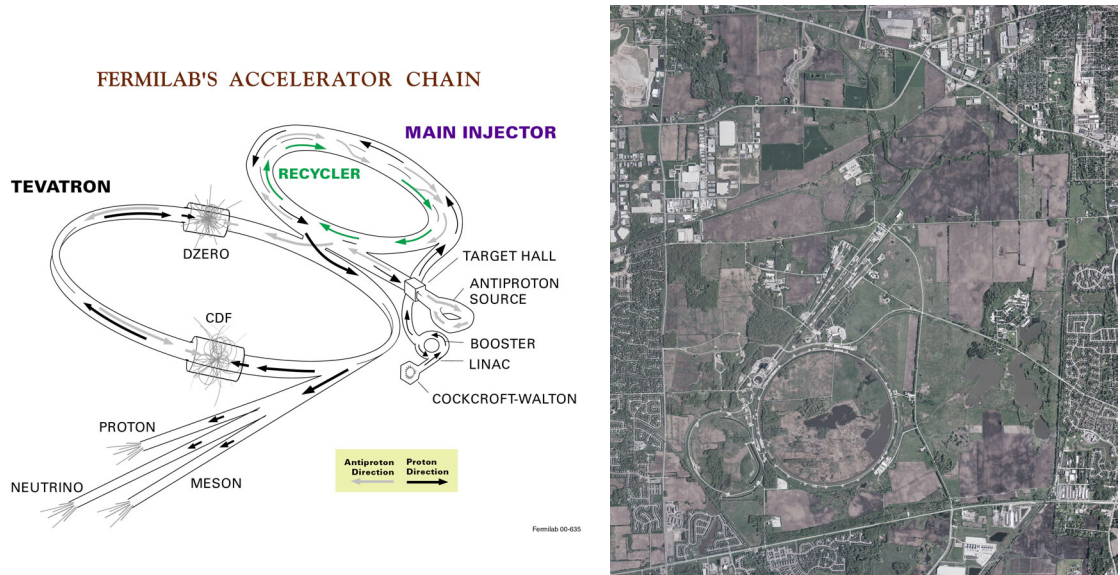 FERMILAB'S ACCELERATOR CHAIN
MAIN INJECTOR
RECYCLER
TEVATRON
DZERO
TARGET HALL
ANTIPROTON
SOURCE
CDF
BOOSTER
LINAC
COCKCROFT-WALTON
PROTON
NEUTRINO
MESON
Antiproton
Direction
Proton
Direction
Fermilab 00-635